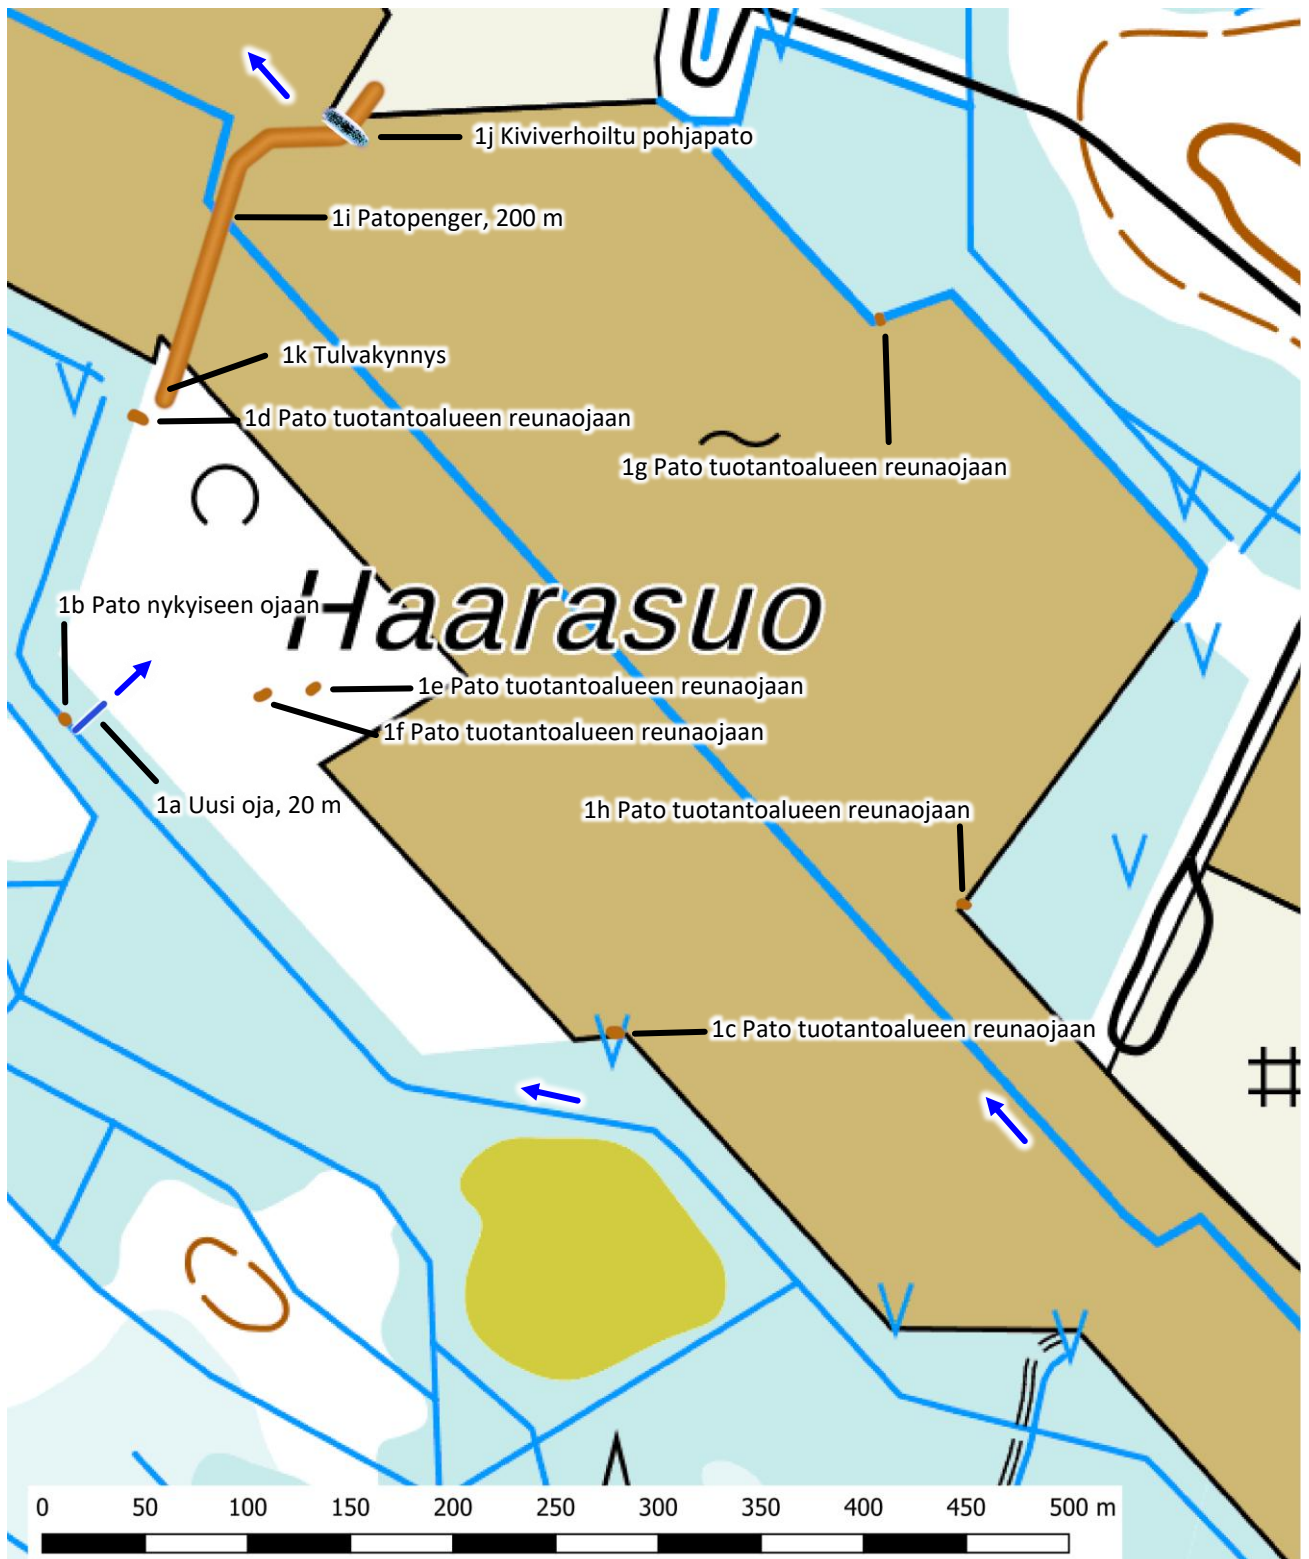 1j Kiviverhoiltu pohjapato
1i Patopenger, 200 m
1k Tulvakynnys
1d Pato tuotantoalueen reunaojaan
1g Pato tuotantoalueen reunaojaan
Haarasuo
1b Pato nykyiseen ojaan
1e Pato tuotantoalueen reunaojaan
1f Pato tuotantoalueen reunaojaan
1a Uusi oja, 20 m
1h Pato tuotantoalueen reunaojaan
1c Pato tuotantoalueen reunaojaan
0 50 100 150 200 250 300 350 400 450 500 m